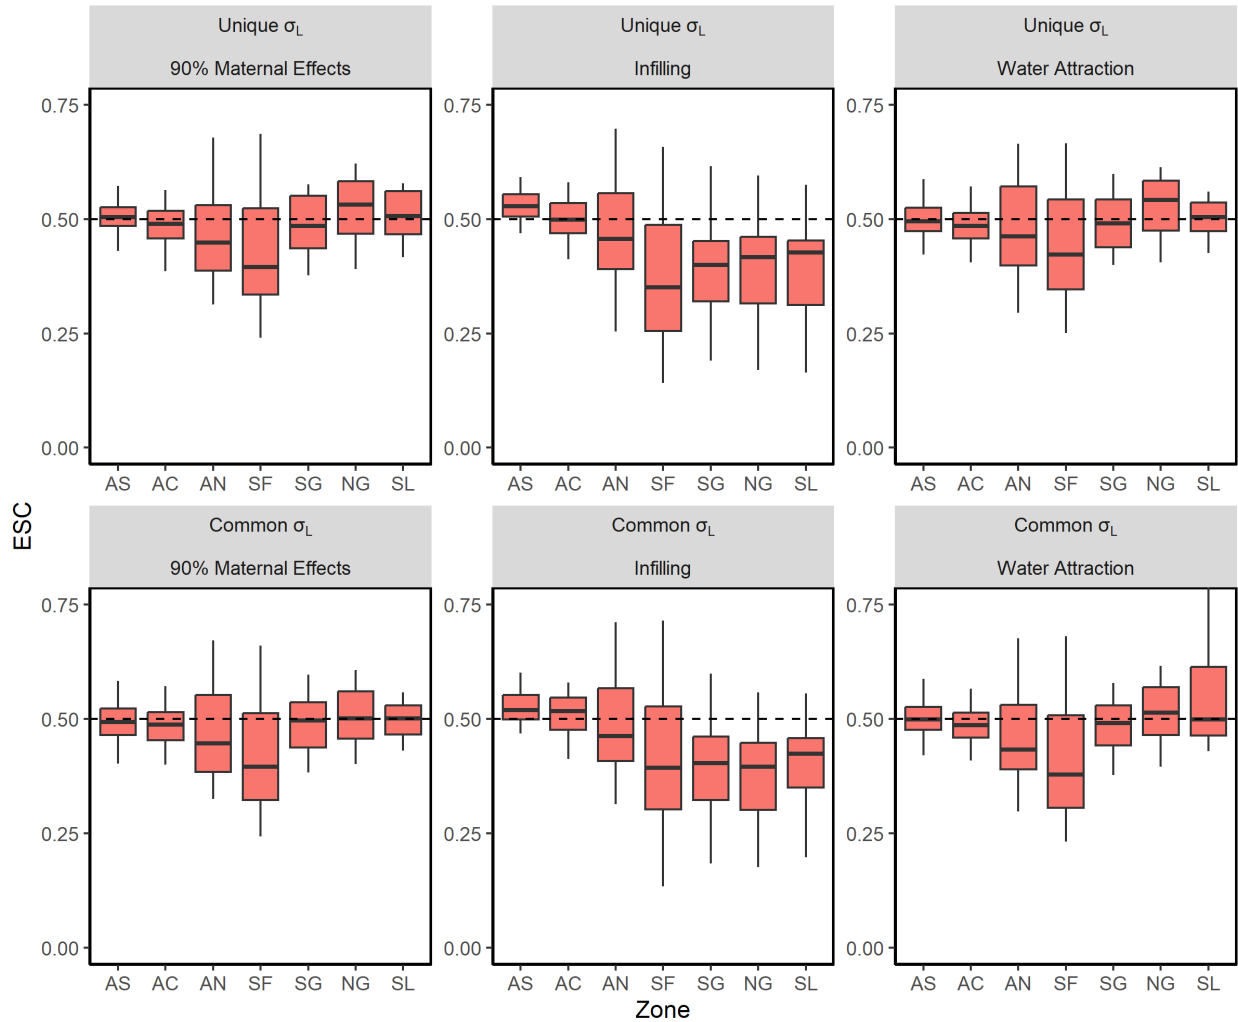 Unique σL
90% Maternal Effects
Unique σL
Infilling
Unique σL
Water Attraction
0.75
0.50
0.25
0.00
AS AC AN SF SG NG SL
0.75
0.50
0.25
0.00
AS AC AN SF SG NG SL
0.75
0.50
0.25
0.00
AS AC AN SF SG NG SL
ESC
Common σL
90% Maternal Effects
Common σL
Infilling
Common σL
Water Attraction
0.75
0.50
0.25
0.00
AS AC AN SF SG NG SL
0.75
0.50
0.25
0.00
AS AC AN SF SG NG SL
0.75
0.50
0.25
0.00
AS AC AN SF SG NG SL
Zone